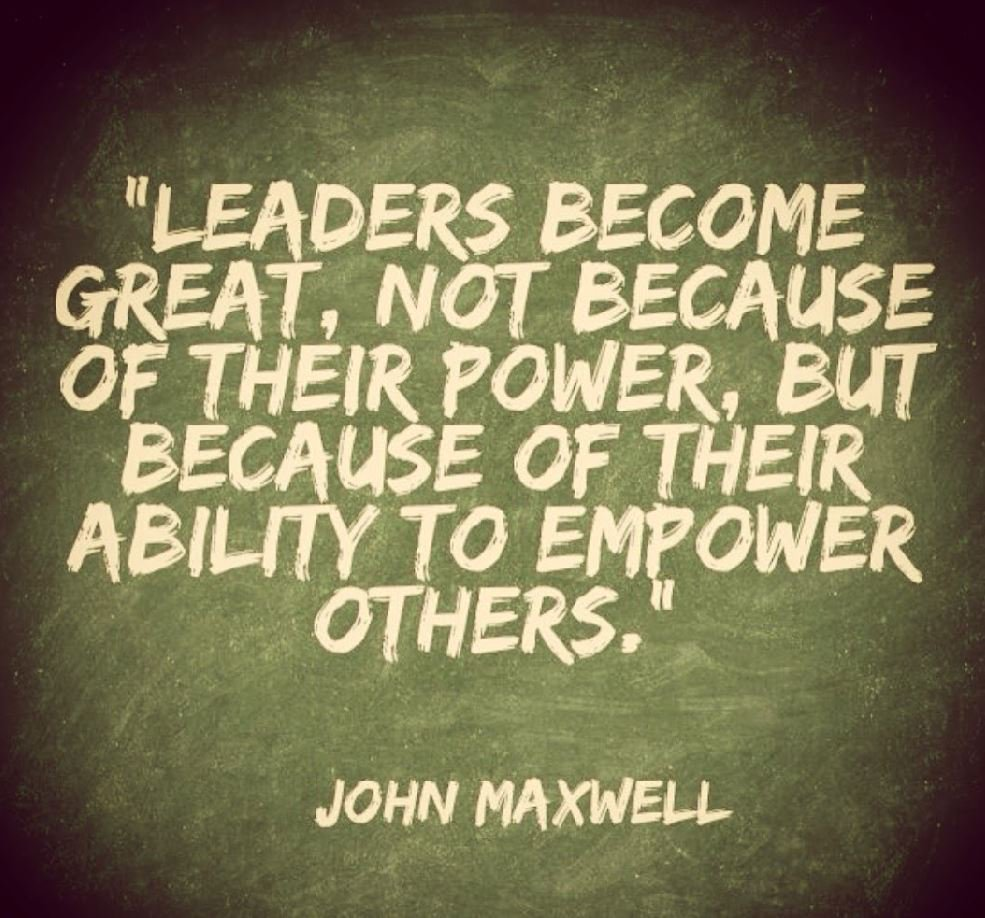 "LEADERS BECOME
GREAT, NOT BECAUSE
OF THEIR POWER, BUT
BECAUSE OF THEIR
ABILITY TO EMPOWER
OTHERS."
JOHN MAXWELL